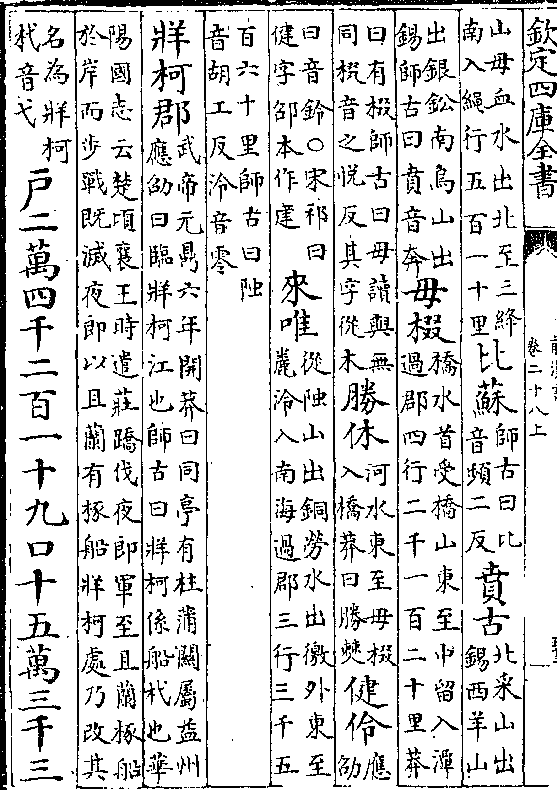 欽定四庫全書
卷二十八上
山毋血水出北至三絳
南入繩行五百一十里
比蘇
師古曰比
音頻二反
賁古
北采山出
錫西羊山
出銀鈆南烏山出
錫師古曰賁音奔
毋棳
橋水首受橋山東至中留入潭
過郡四行二千一百二十里莽
曰有棳師古曰毋讀與無
同棳音之悅反其字從木
勝休
河水東至毋棳
入橋莽曰勝僰
健伶
應
劭
曰音鈴○宋祁曰
健字邵本作建
來唯
從陡山出銅勞水出徼外東至
麊泠入南海過郡三行三千五
百六十里師古曰陡
音胡工反泠音零
牂柯郡
武帝元鼎六年開莽曰同亭有柱蒲關屬益州
應劭曰臨牂柯江也師古曰牂柯係船杙也華
陽國志云楚頃襄王時遣莊蹻伐夜郎軍至且蘭椓船
於岸而步戰既滅夜郎以且蘭有椓船牂柯處乃改其
名為牂柯
杙音弋
戶二萬四千二百一十九口十五萬三千三